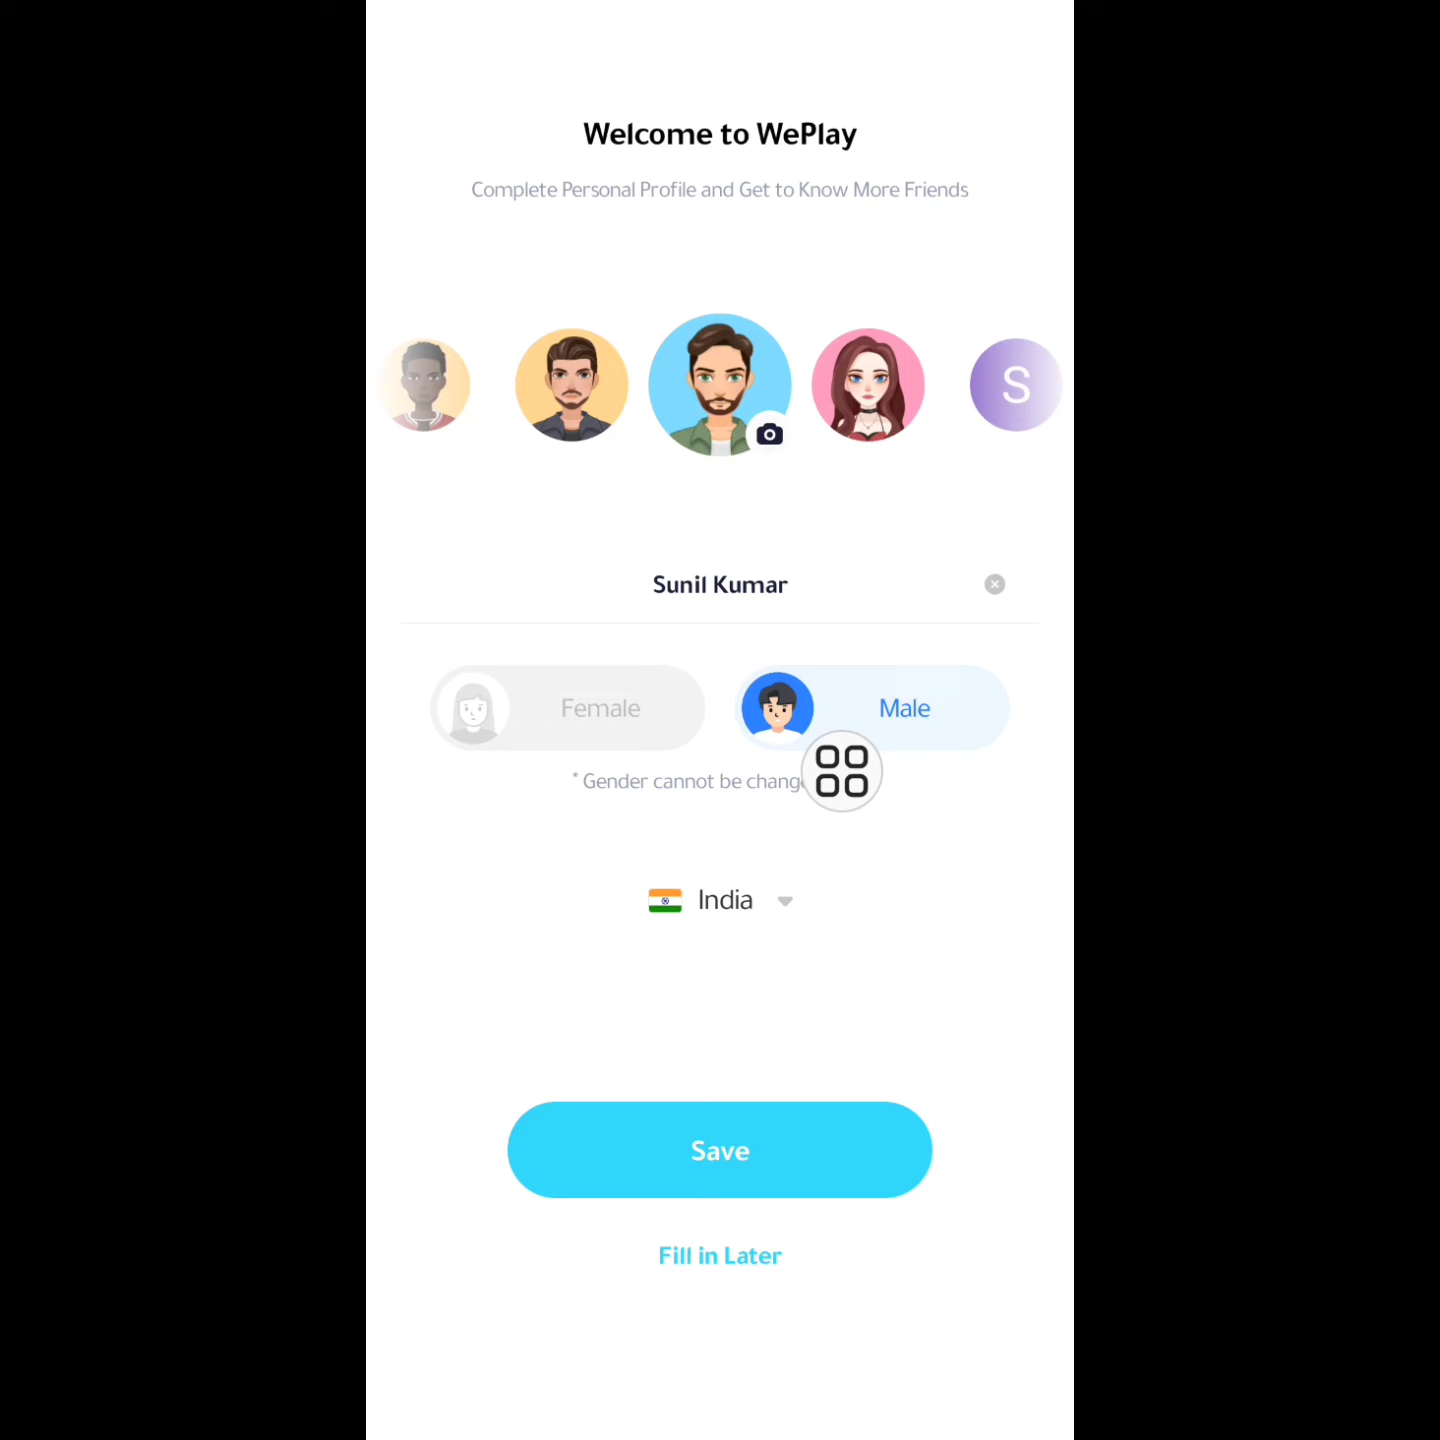 Welcome to WePlay
Complete Personal Profile and Get to Know More Friends
S
Sunil Kumar
Female
Male
* Gender cannot be
India
Save
Fill in Later